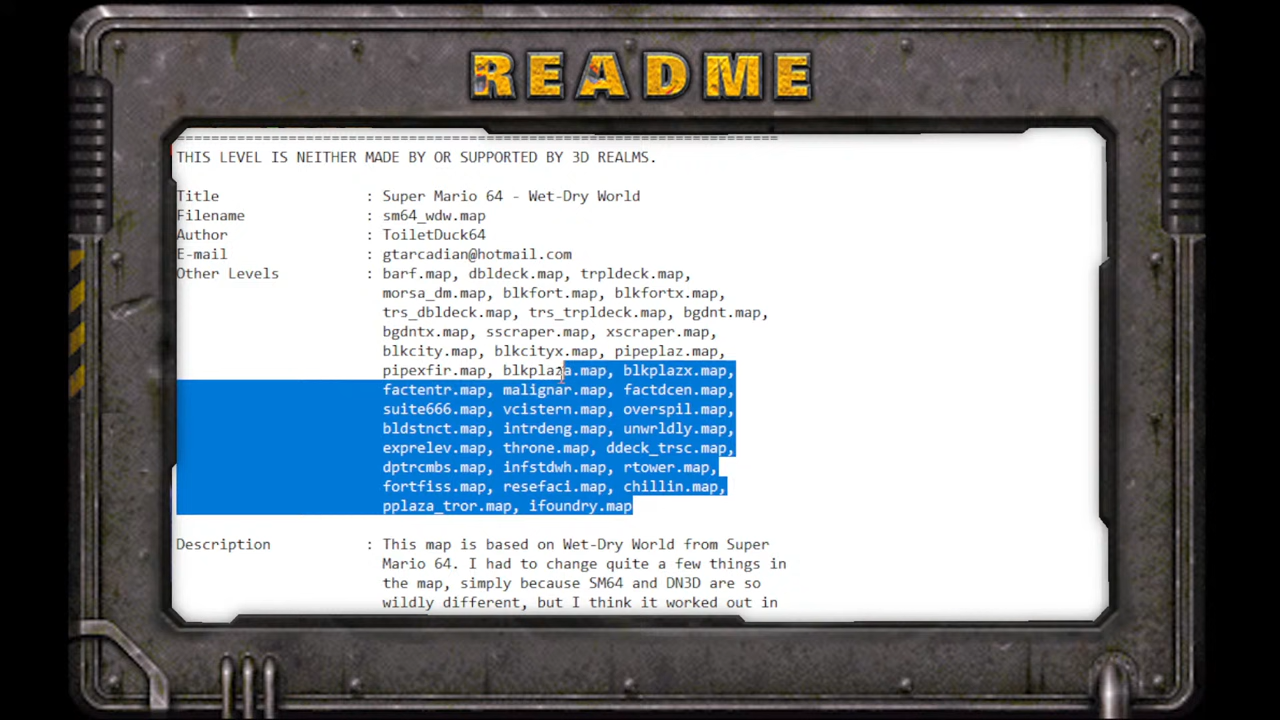 README
==============================================================================
THIS LEVEL IS NEITHER MADE BY OR SUPPORTED BY 3D REALMS.
Title : Super Mario 64 - Wet-Dry World
Filename : sm64_wdw.map
Author : ToiletDuck64
E-mail : gtarcadian@hotmail.com
Other Levels : barf.map, dbldeck.map, trpldeck.map,
morsa_dm.map, blkfort.map, blkfortx.map,
trs_dbldeck.map, trs_trpldeck.map, bgdnt.map,
bgdntx.map, sscraper.map, xscraper.map,
blkcity.map, blkcityx.map, pipeplaz.map,
pipexfir.map, blkplaza.map, blkplazx.map,
factentr.map, malignar.map, factdcen.map,
suite666.map, vcistern.map, overspil.map,
bldstnct.map, intrdeng.map, unwrldly.map,
exprelev.map, throne.map, ddeck_trsc.map,
dptrcmbs.map, infstdwh.map, rtower.map,
fortfiss.map, resefaci.map, chillin.map,
pplaza_tror.map, ifoundry.map
Description : This map is based on Wet-Dry World from Super
Mario 64. I had to change quite a few things in
the map, simply because SM64 and DN3D are so
wildly different, but I think it worked out in